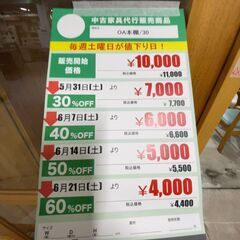 中古家具代行販売商品
OA本棚/30
毎週土曜日が値下り日!
販売開始価格 ¥10,000
税込価格 ¥11,000
5月31日(土) より ¥7,000
30%OFF 税込価格 7,700
6月7日(土) より ¥6,000
40%OFF 税込価格 ¥6,600
6月14日(土) より ¥5,000
50%OFF 税込価格 ¥5,500
6月21日(土) より ¥4,000
60%OFF 税込価格 ¥4,400
サイズ W D H